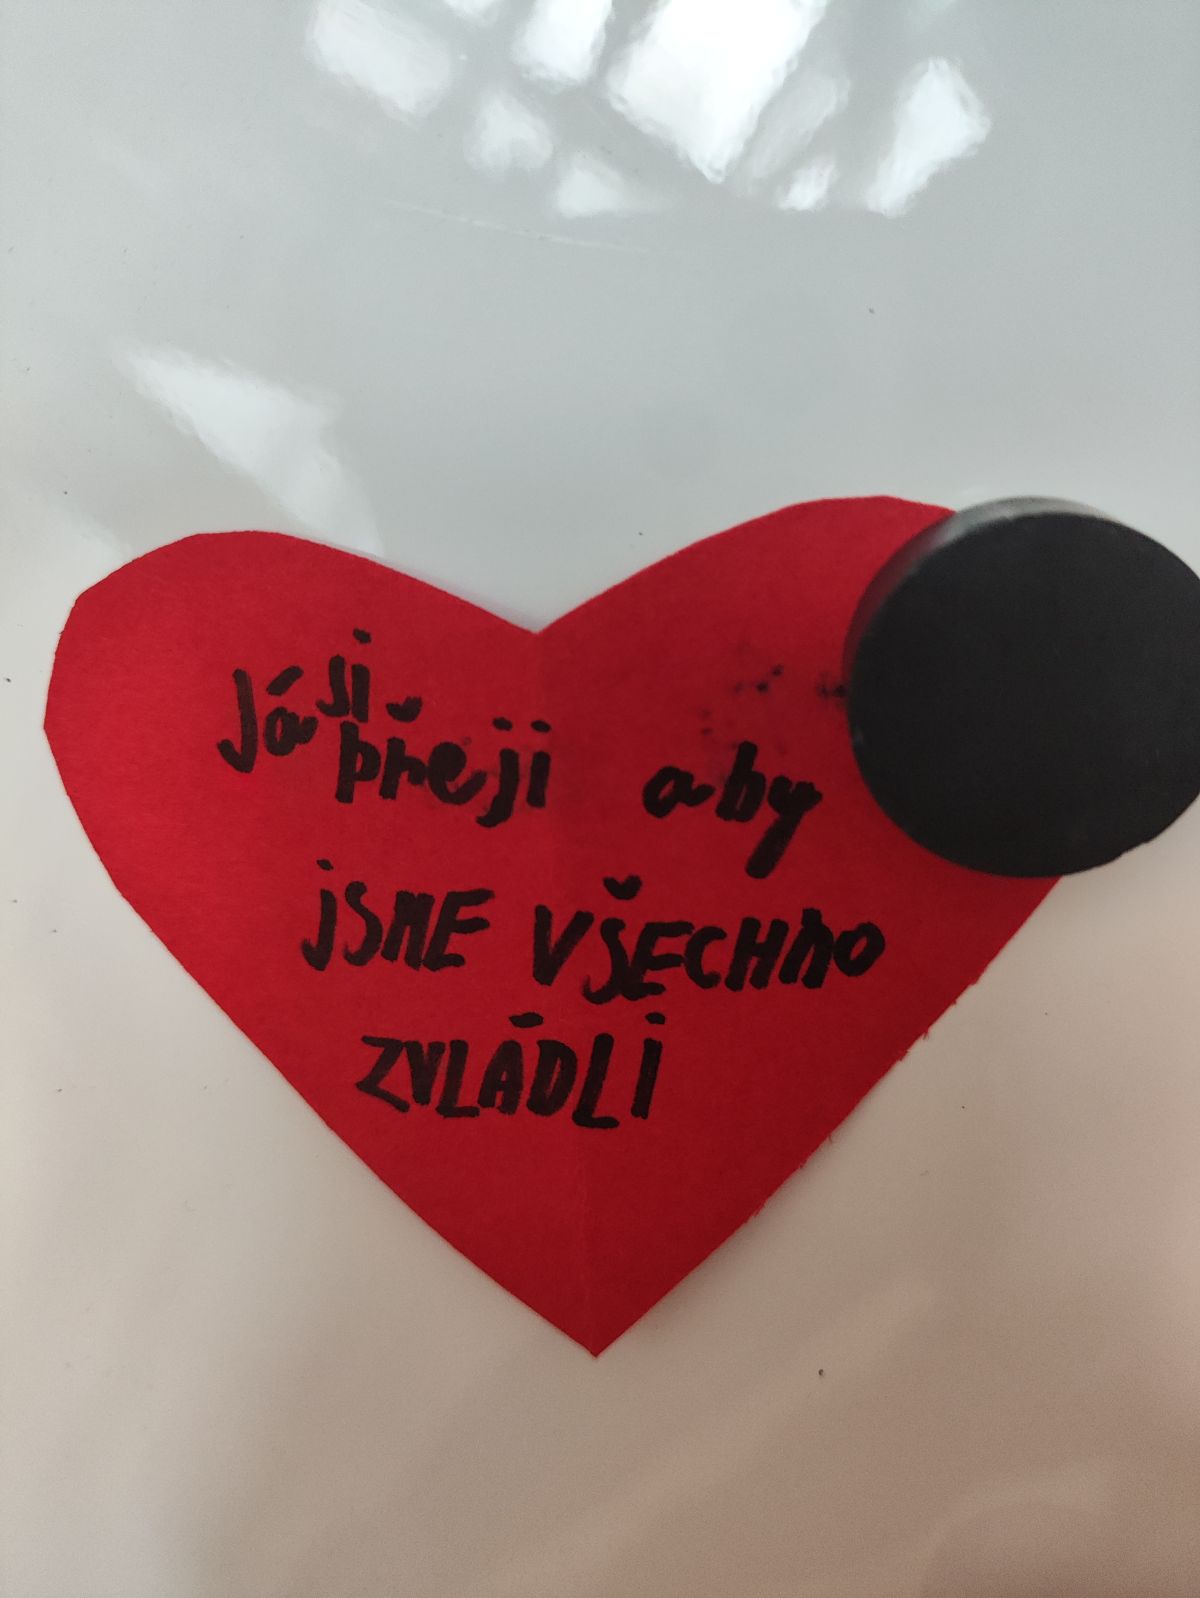 Já si přeji aby
jSME VŠECHNO
ZVLÁDLI